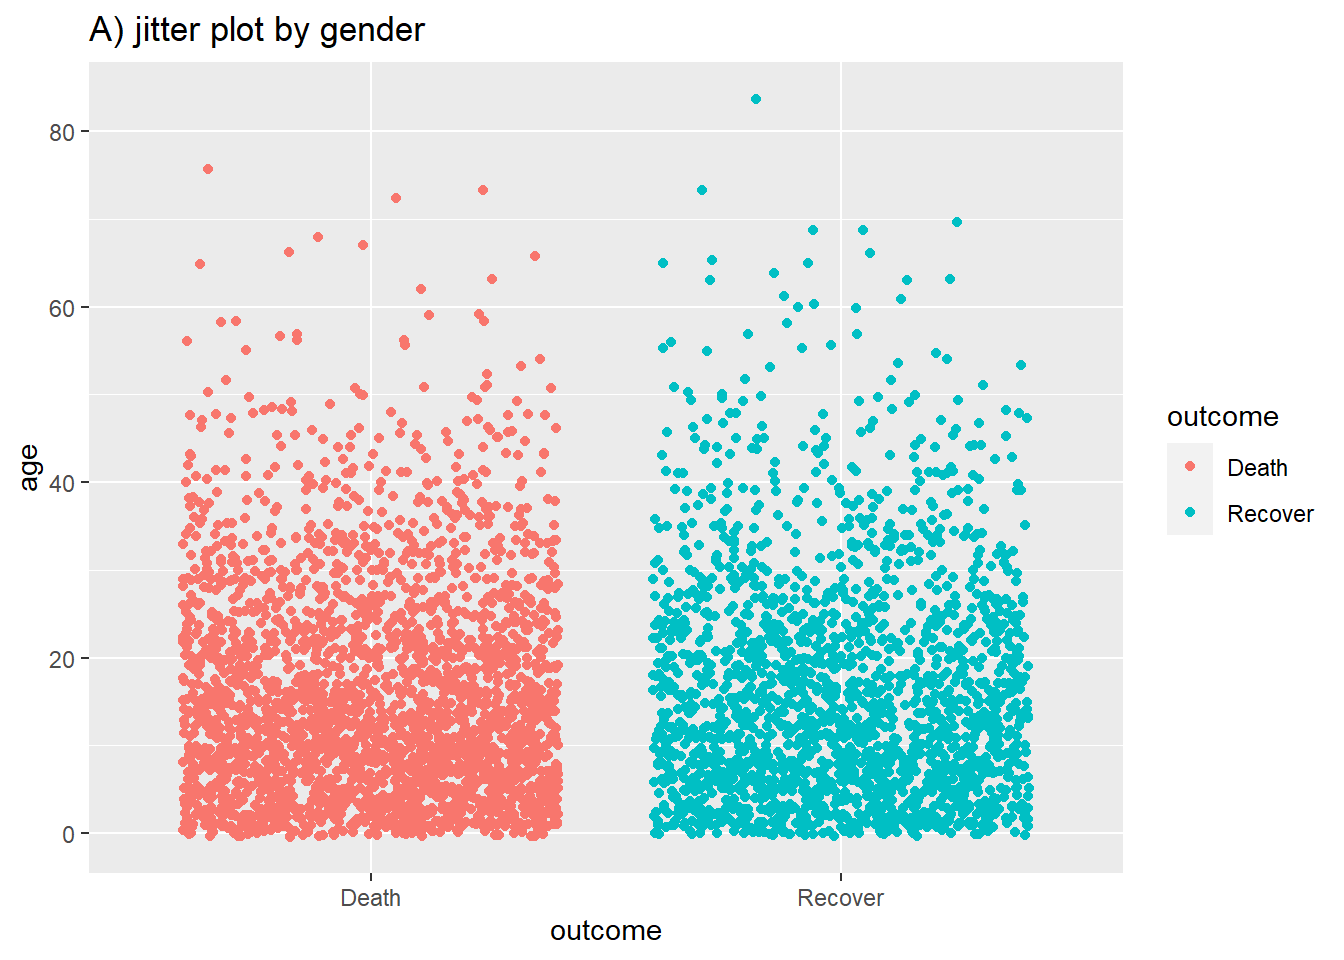 A) jitter plot by gender
80
60
40
20
0
age
Death
Recover
outcome
outcome
Death
Recover